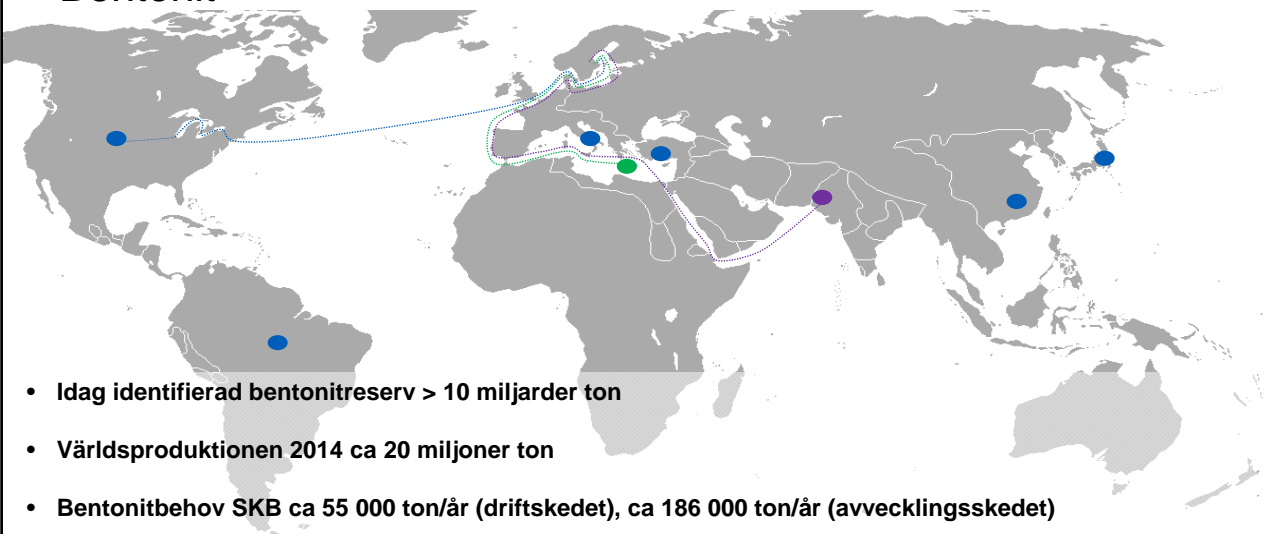 Bentonit
• Idag identifierad bentonitreserv > 10 miljarder ton
• Världsproduktionen 2014 ca 20 miljoner ton
• Bentonitbehov SKB ca 55 000 ton/år (driftskedet), ca 186 000 ton/år (avvecklingsskedet)